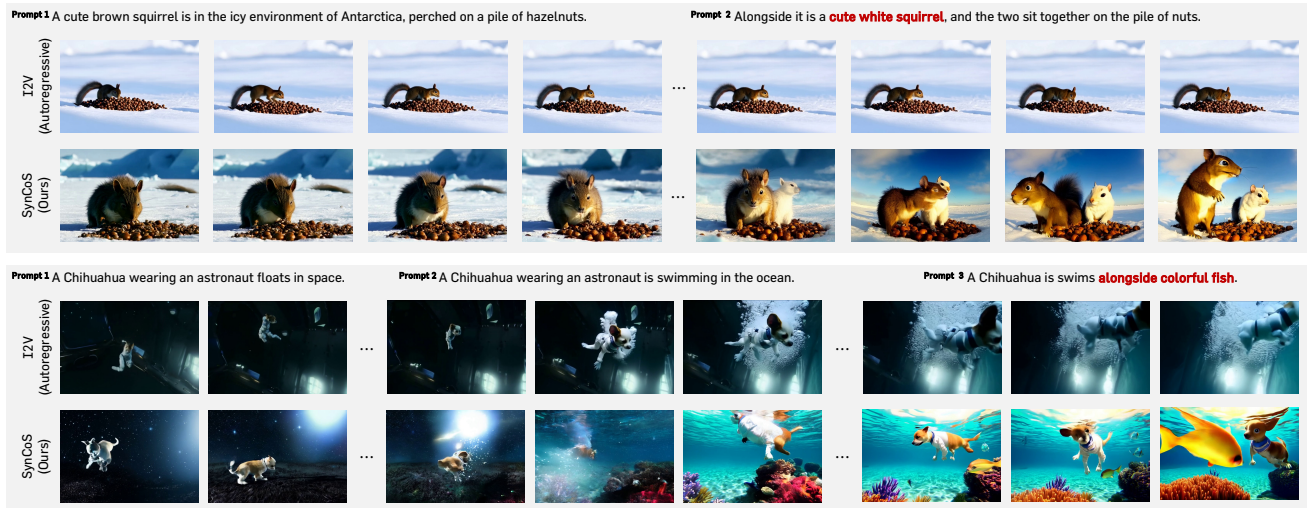 Prompt 1 A cute brown squirrel is in the icy environment of Antarctica, perched on a pile of hazelnuts.
Prompt 2 Alongside it is a cute white squirrel, and the two sit together on the pile of nuts.
I2V
(Autoregressive)
...
SynCoS
(Ours)
...
Prompt 1 A Chihuahua wearing an astronaut floats in space.
Prompt 2 A Chihuahua wearing an astronaut is swimming in the ocean.
Prompt 3 A Chihuahua is swims alongside colorful fish.
I2V
(Autoregressive)
...
...
SynCoS
(Ours)
...
...